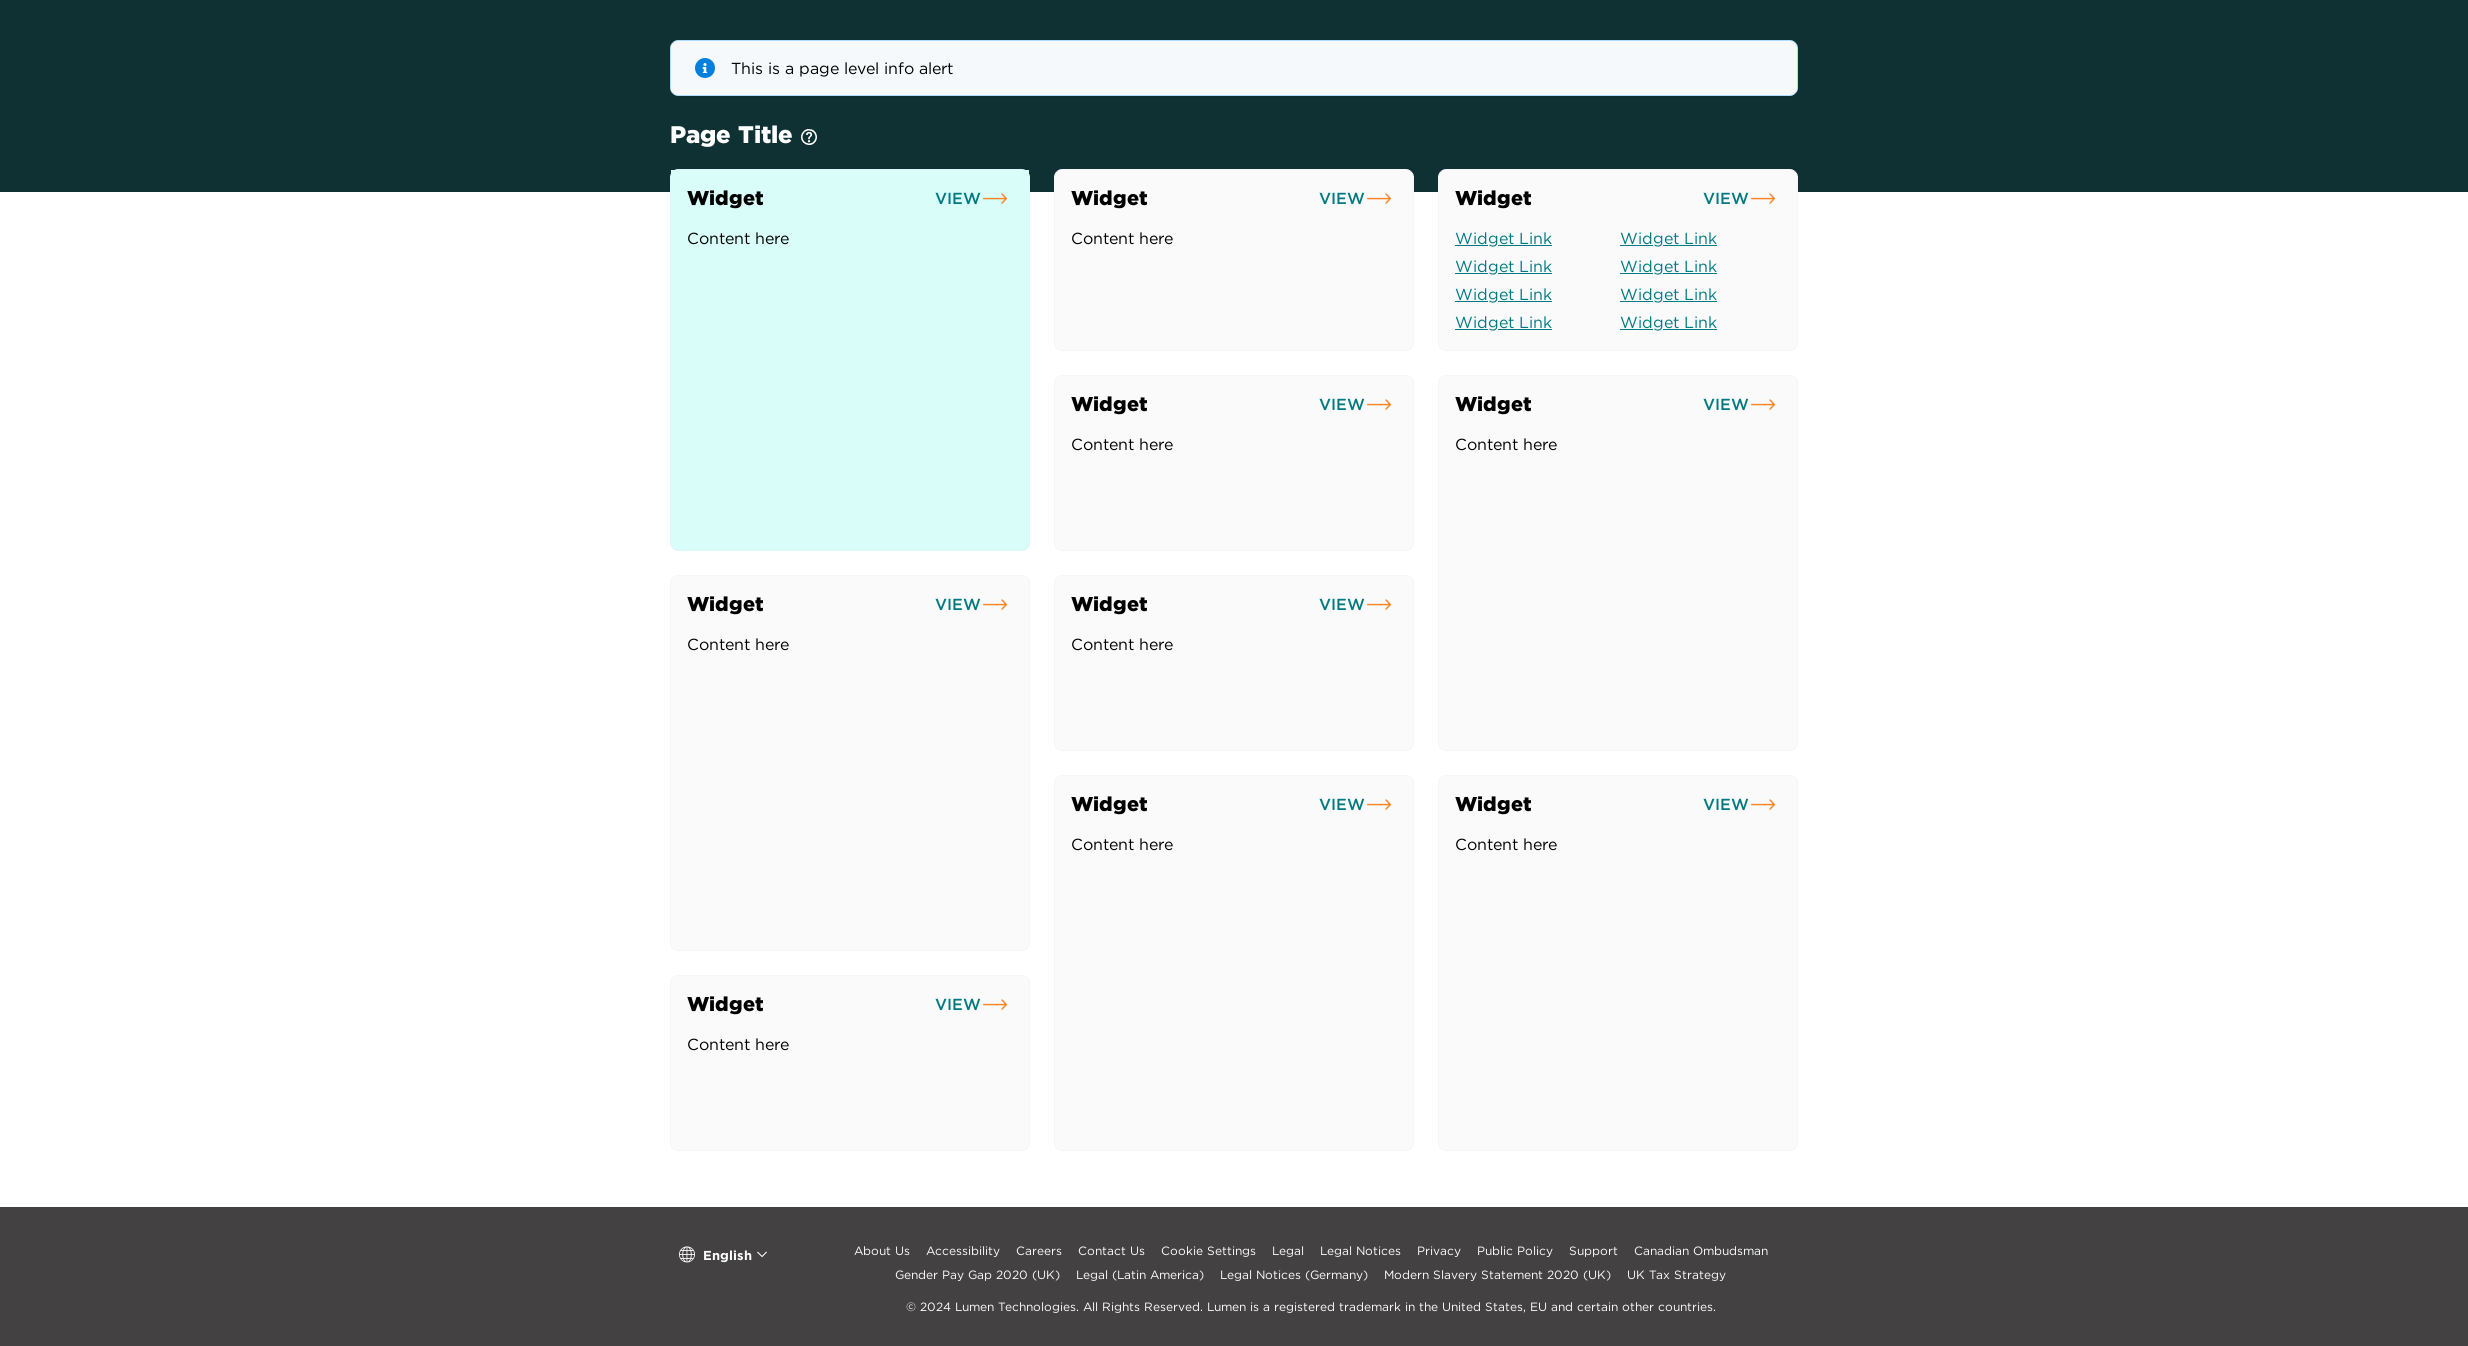 This is a page level info alert
Page Title
Widget VIEW
Content here
Widget VIEW
Content here
Widget VIEW
Widget Link Widget Link
Widget Link Widget Link
Widget Link Widget Link
Widget Link Widget Link
Widget VIEW
Content here
Widget VIEW
Content here
Widget VIEW
Content here
Widget VIEW
Content here
Widget VIEW
Content here
Widget VIEW
Content here
Widget VIEW
Content here
English
About Us Accessibility Careers Contact Us Cookie Settings Legal Legal Notices Privacy Public Policy Support Canadian Ombudsman
Gender Pay Gap 2020 (UK) Legal (Latin America) Legal Notices (Germany) Modern Slavery Statement 2020 (UK) UK Tax Strategy
© 2024 Lumen Technologies. All Rights Reserved. Lumen is a registered trademark in the United States, EU and certain other countries.